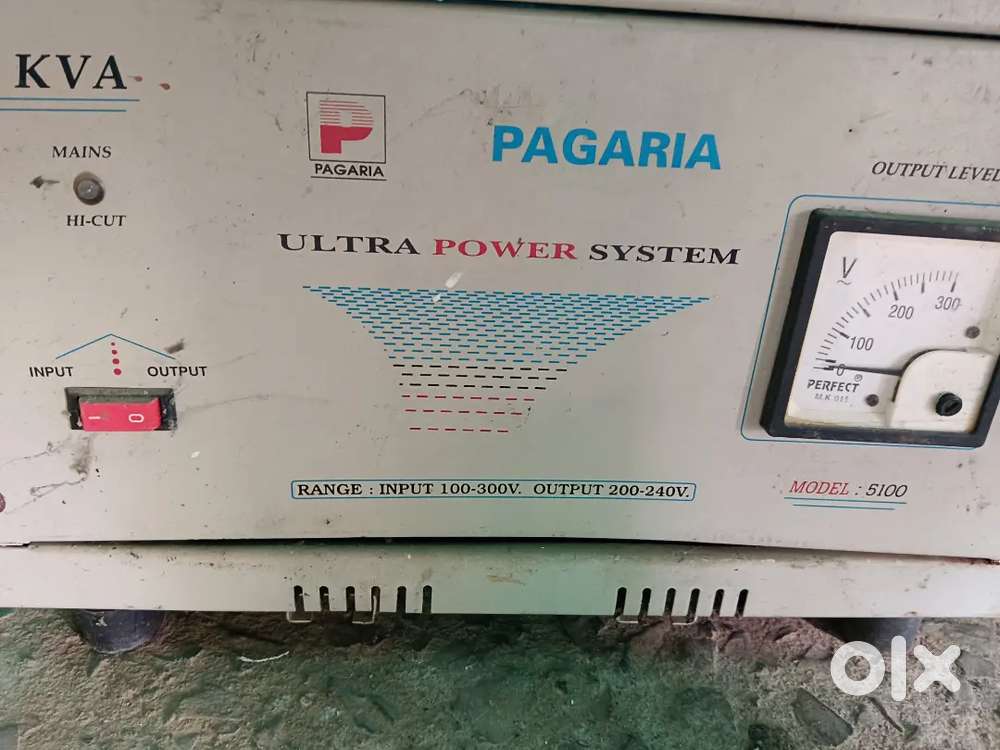 KVA
MAINS
HI-CUT
P
PAGARIA
PAGARIA
ULTRA POWER SYSTEM
OUTPUT LEVEL
V
~
0 100 200 300
PERFECT ®
INPUT OUTPUT
I O
RANGE : INPUT 100-300V. OUTPUT 200-240V.
MODEL : 5100
olx